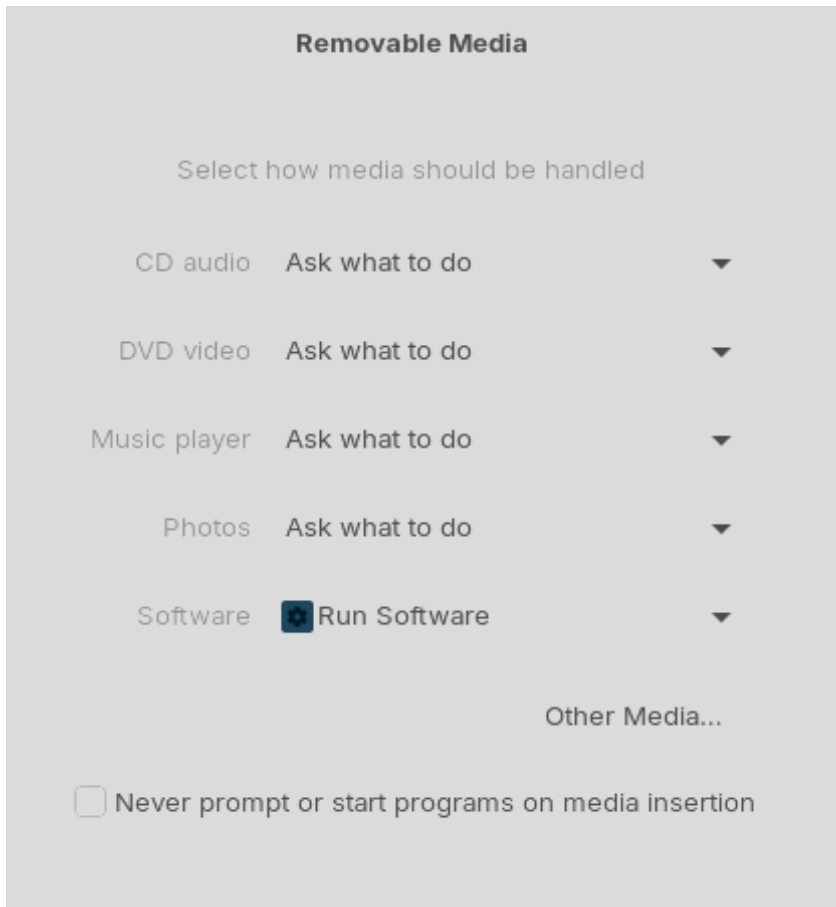 Removable Media
Select how media should be handled
CD audio Ask what to do
DVD video Ask what to do
Music player Ask what to do
Photos Ask what to do
Software Run Software
Other Media...
Never prompt or start programs on media insertion